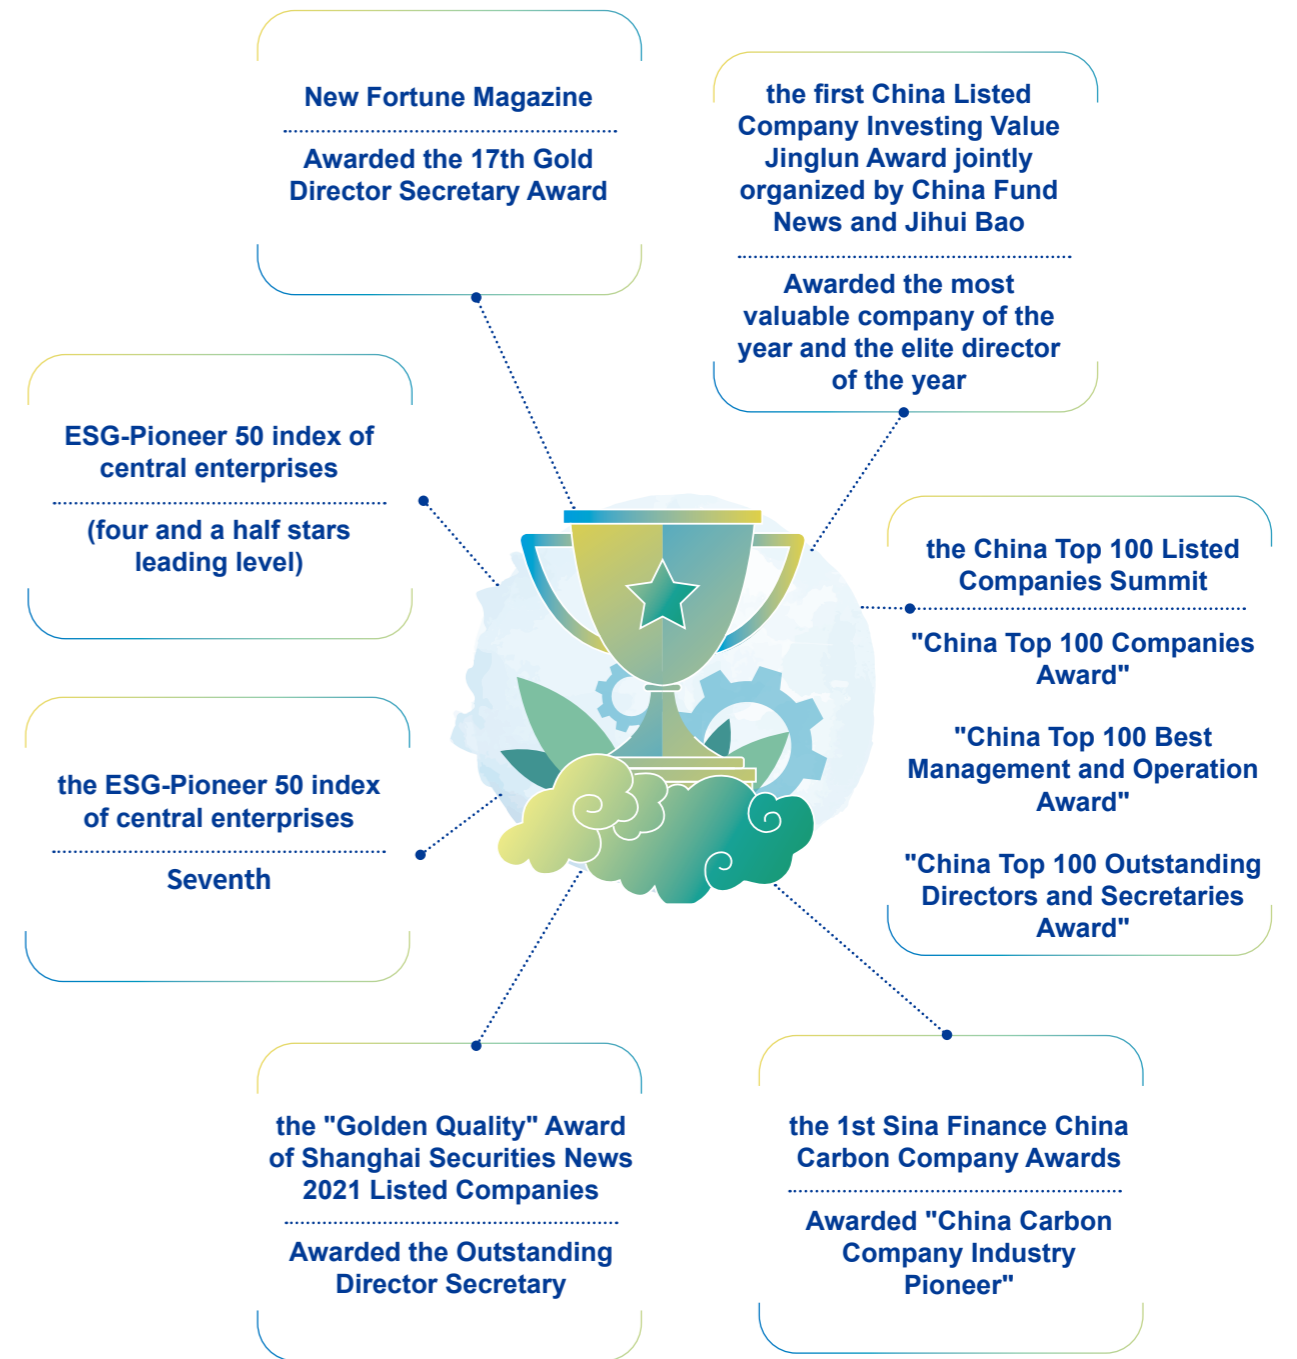 New Fortune Magazine
Awarded the 17th Gold
Director Secretary Award
the first China Listed
Company Investing Value
Jinglun Award jointly
organized by China Fund
News and Jihui Bao
Awarded the most
valuable company of the
year and the elite director
of the year
ESG-Pioneer 50 index of
central enterprises
(four and a half stars
leading level)
the China Top 100 Listed
Companies Summit
"China Top 100 Companies
Award"
"China Top 100 Best
Management and Operation
Award"
"China Top 100 Outstanding
Directors and Secretaries
Award"
the ESG-Pioneer 50 index
of central enterprises
Seventh
the "Golden Quality" Award
of Shanghai Securities News
2021 Listed Companies
Awarded the Outstanding
Director Secretary
the 1st Sina Finance China
Carbon Company Awards
Awarded "China Carbon
Company Industry
Pioneer"